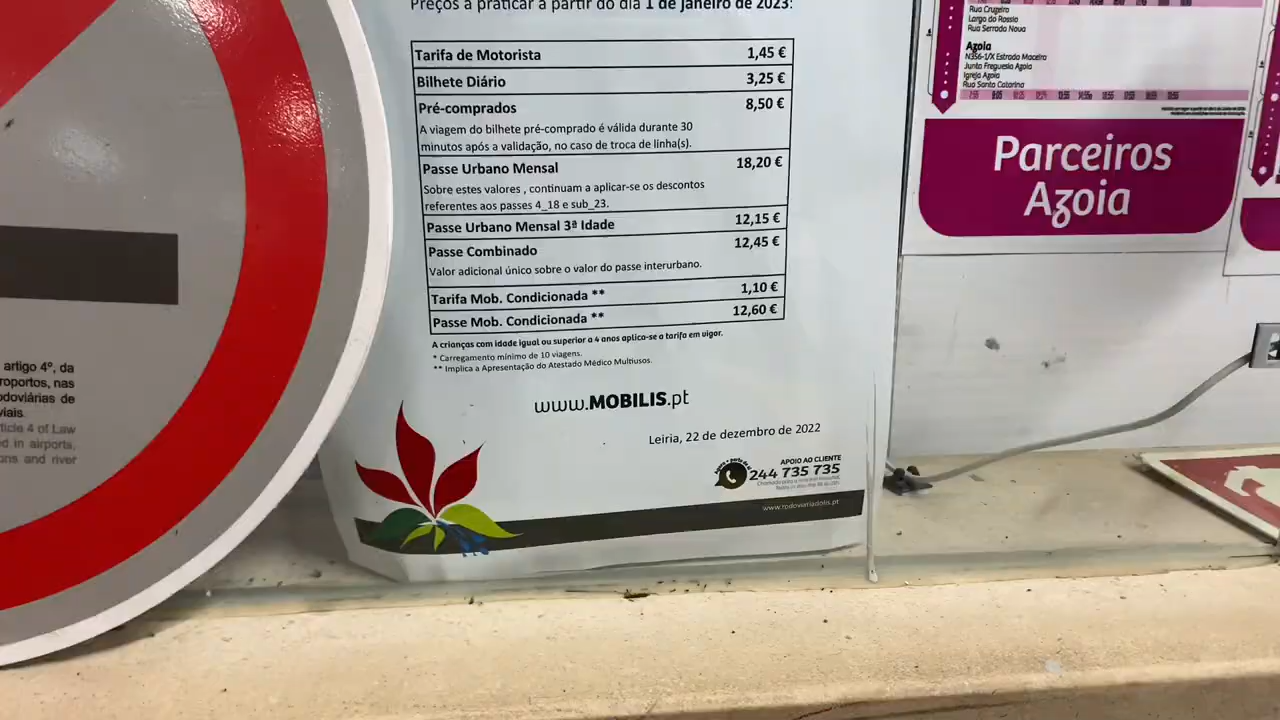 Preços a praticar a partir do dia 1 de janeiro de 2023:
Tarifa de Motorista 1,45 €
Bilhete Diário 3,25 €
Pré-comprados 8,50 €
A viagem do bilhete pré-comprado é válida durante 30
minutos após a validação, no caso de troca de linha(s).
Passe Urbano Mensal 18,20 €
Sobre estes valores , continuam a aplicar-se os descontos
referentes aos passes 4_18 e sub_23.
Passe Urbano Mensal 3ª Idade 12,15 €
Passe Combinado 12,45 €
Valor adicional único sobre o valor do passe interurbano.
Tarifa Mob. Condicionada ** 1,10 €
Passe Mob. Condicionada ** 12,60 €
A crianças com idade igual ou superior a 4 anos aplica-se a tarifa em vigor.
* Carregamento mínimo de 10 viagens.
** Implica a Apresentação do Atestado Médico Multiusos.
www.MOBILIS.pt
Leiria, 22 de dezembro de 2022
APOIO AO CLIENTE
244 735 735
www.rodoviariadolis.pt
artigo 4º, da
roportos, nas
odoviárias de
viais.
ticle 4 of Law
ed in airports,
ons and river
Rua Cruzeiro
Largo do Rossio
Rua Serrada Nova
Azoia
N356-1/X Estrada Maceira
Junta Freguesia Azoia
Igreja Azoia
Rua Santa Catarina
Parceiros
Azoia